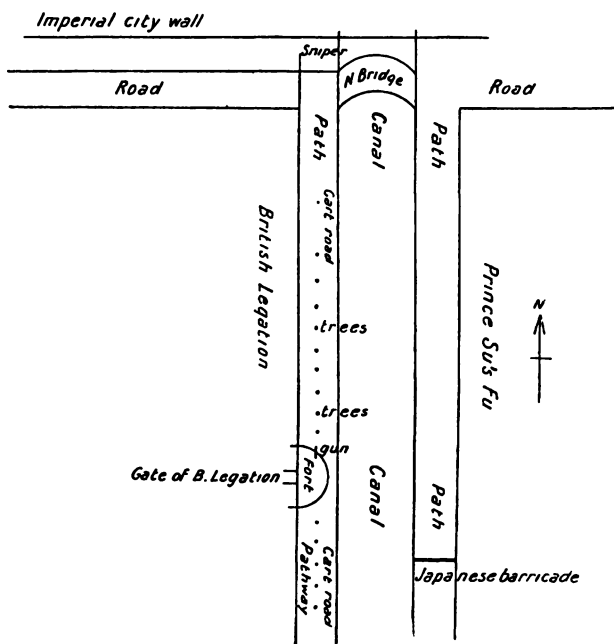 Imperial city wall
Sniper
Road
N Bridge
Road
Path
Canal
Path
Cart road
British Legation
Prince Su's Fu
N
trees
trees
gun
Gate of B. Legation
Fort
Canal
Path
Cart road
Pathway
Japanese barricade